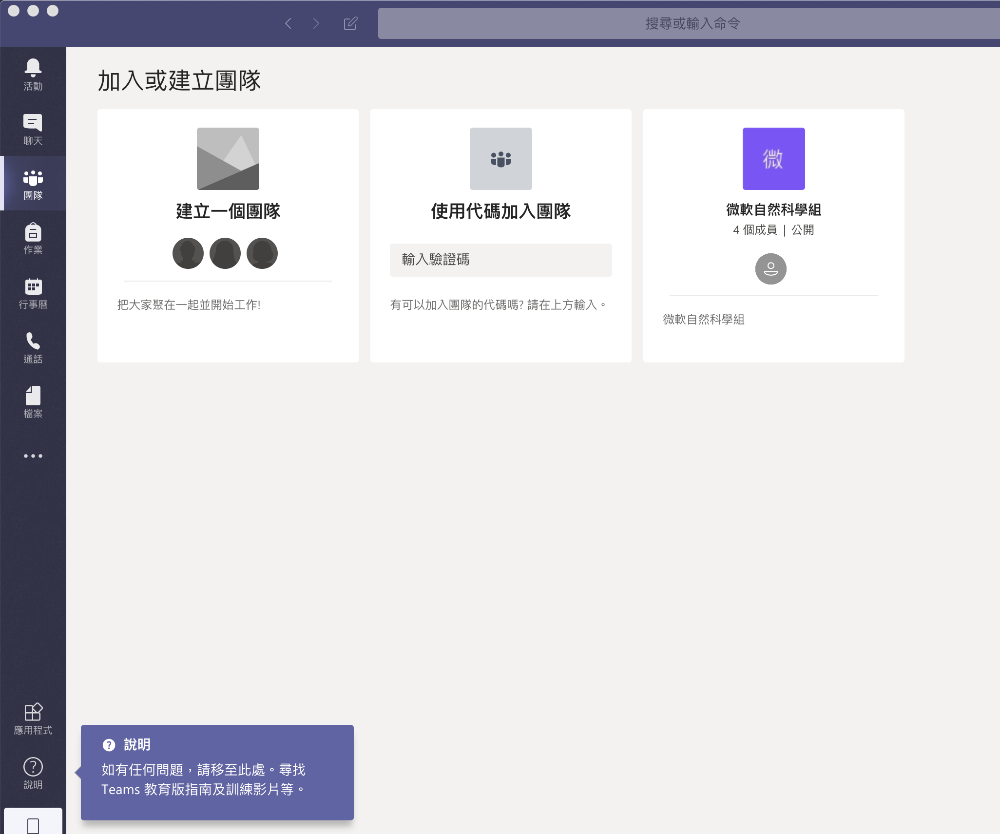 搜尋或輸入命令
活動
聊天
團隊
作業
行事曆
通話
檔案
應用程式
說明
加入或建立團隊
建立一個團隊
把大家聚在一起並開始工作!
使用代碼加入團隊
輸入驗證碼
有可以加入團隊的代碼嗎? 請在上方輸入。
微
微軟自然科學組
4 個成員 | 公開
微軟自然科學組
說明
如有任何問題，請移至此處。尋找
Teams 教育版指南及訓練影片等。